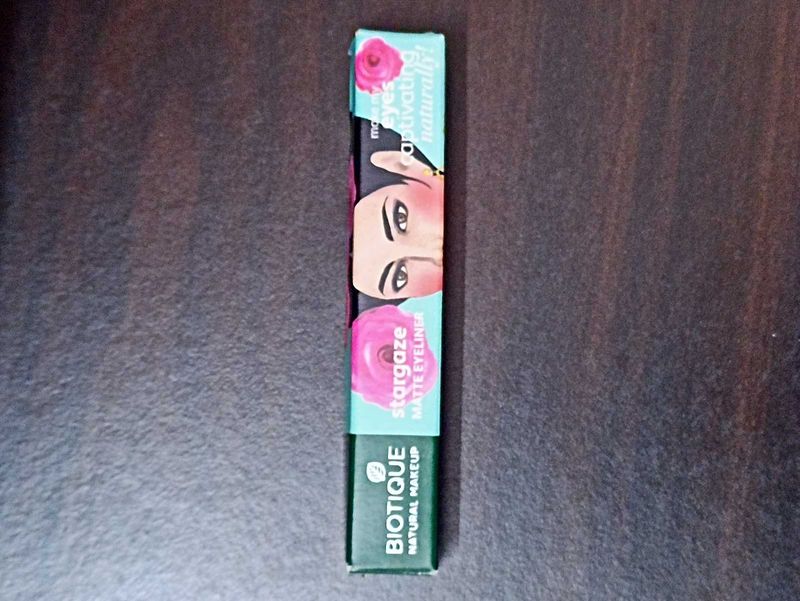 BIOTIQUE
NATURAL MAKEUP
stargaze
MATTE EYELINER
make my
eyes
captivating
naturally!